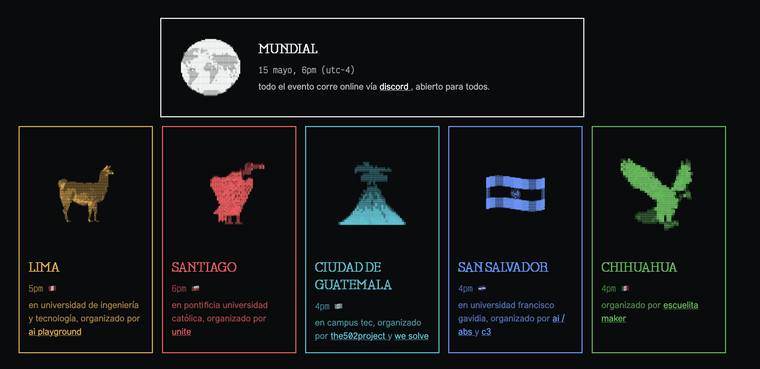 MUNDIAL
15 mayo, 6pm (utc-4)
todo el evento corre online vía discord , abierto para todos.
LIMA
5pm 🇵🇪
en universidad de ingeniería
y tecnología, organizado por
ai playground
SANTIAGO
6pm 🇨🇱
en pontificia universidad
católica, organizado por
unite
CIUDAD DE
GUATEMALA
4pm 🇬🇹
en campus tec, organizado
por the502project y we solve
SAN SALVADOR
4pm 🇸🇻
en universidad francisco
gavidia, organizado por ai /
abs y c3
CHIHUAHUA
4pm 🇲🇽
organizado por escuelita
maker